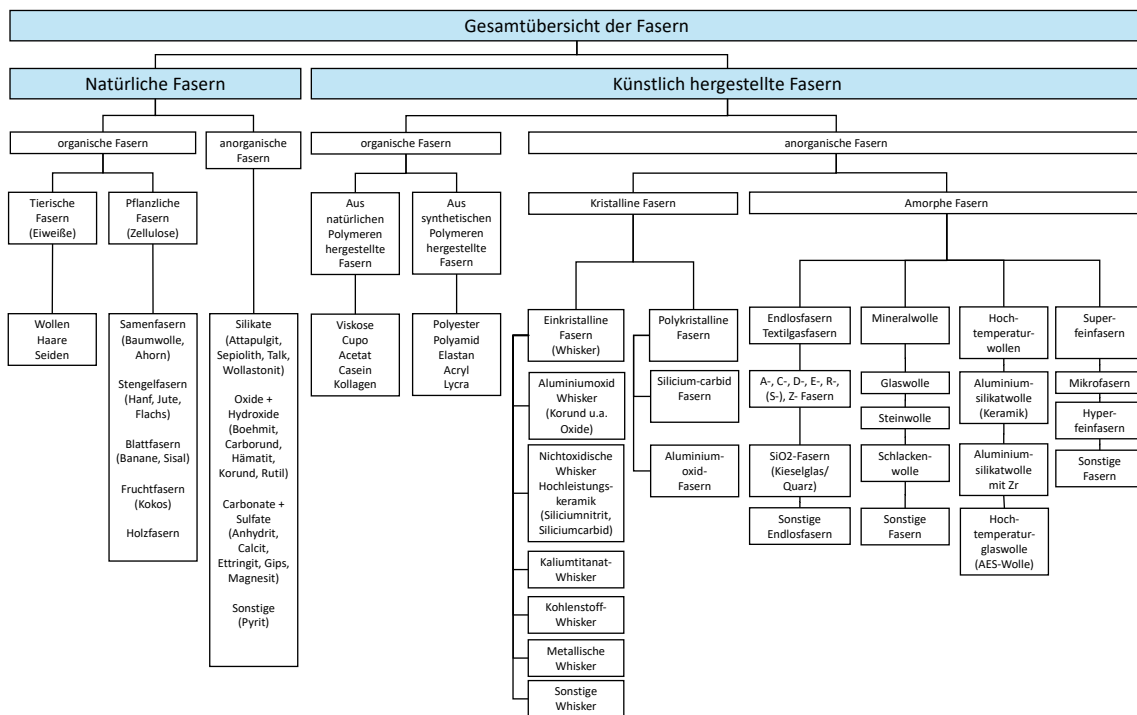 Gesamtübersicht der Fasern
Natürliche Fasern
Künstlich hergestellte Fasern
organische Fasern
anorganische
Fasern
organische Fasern
anorganische Fasern
Tierische
Fasern
(Eiweiße)
Pflanzliche
Fasern
(Zellulose)
Aus
natürlichen
Polymeren
hergestellte
Fasern
Aus
synthetischen
Polymeren
hergestellte
Fasern
Kristalline Fasern
Amorphe Fasern
Wollen
Haare
Seiden
Samenfasern
(Baumwolle,
Ahorn)
Stengelfasern
(Hanf, Jute,
Flachs)
Blattfasern
(Banane, Sisal)
Fruchtfasern
(Kokos)
Holzfasern
Silikate
(Attapulgit,
Sepiolith, Talk,
Wollastonit)
Oxide +
Hydroxide
(Boehmit,
Carborund,
Hämatit,
Korund, Rutil)
Carbonate +
Sulfate
(Anhydrit,
Calcit,
Ettringit, Gips,
Magnesit)
Sonstige
(Pyrit)
Viskose
Cupo
Acetat
Casein
Kollagen
Polyester
Polyamid
Elastan
Acryl
Lycra
Einkristalline
Fasern
(Whisker)
Aluminiumoxid
Whisker
(Korund u.a.
Oxide)
Nichtoxidische
Whisker
Hochleistungs-
keramik
(Siliciumnitrit,
Siliciumcarbid)
Kaliumtitanat-
Whisker
Kohlenstoff-
Whisker
Metallische
Whisker
Sonstige
Whisker
Polykristalline
Fasern
Silicium-carbid
Fasern
Aluminium-
oxid-
Fasern
Endlosfasern
Textilgasfasern
A-, C-, D-, E-, R-,
(S-), Z- Fasern
SiO2-Fasern
(Kieselglas/
Quarz)
Sonstige
Endlosfasern
Mineralwolle
Glaswolle
Steinwolle
Schlacken-
wolle
Sonstige
Fasern
Hoch-
temperatur-
wollen
Aluminium-
silikatwolle
(Keramik)
Aluminium-
silikatwolle
mit Zr
Hoch-
temperatur-
glaswolle
(AES-Wolle)
Super-
feinfasern
Mikrofasern
Hyper-
feinfasern
Sonstige
Fasern